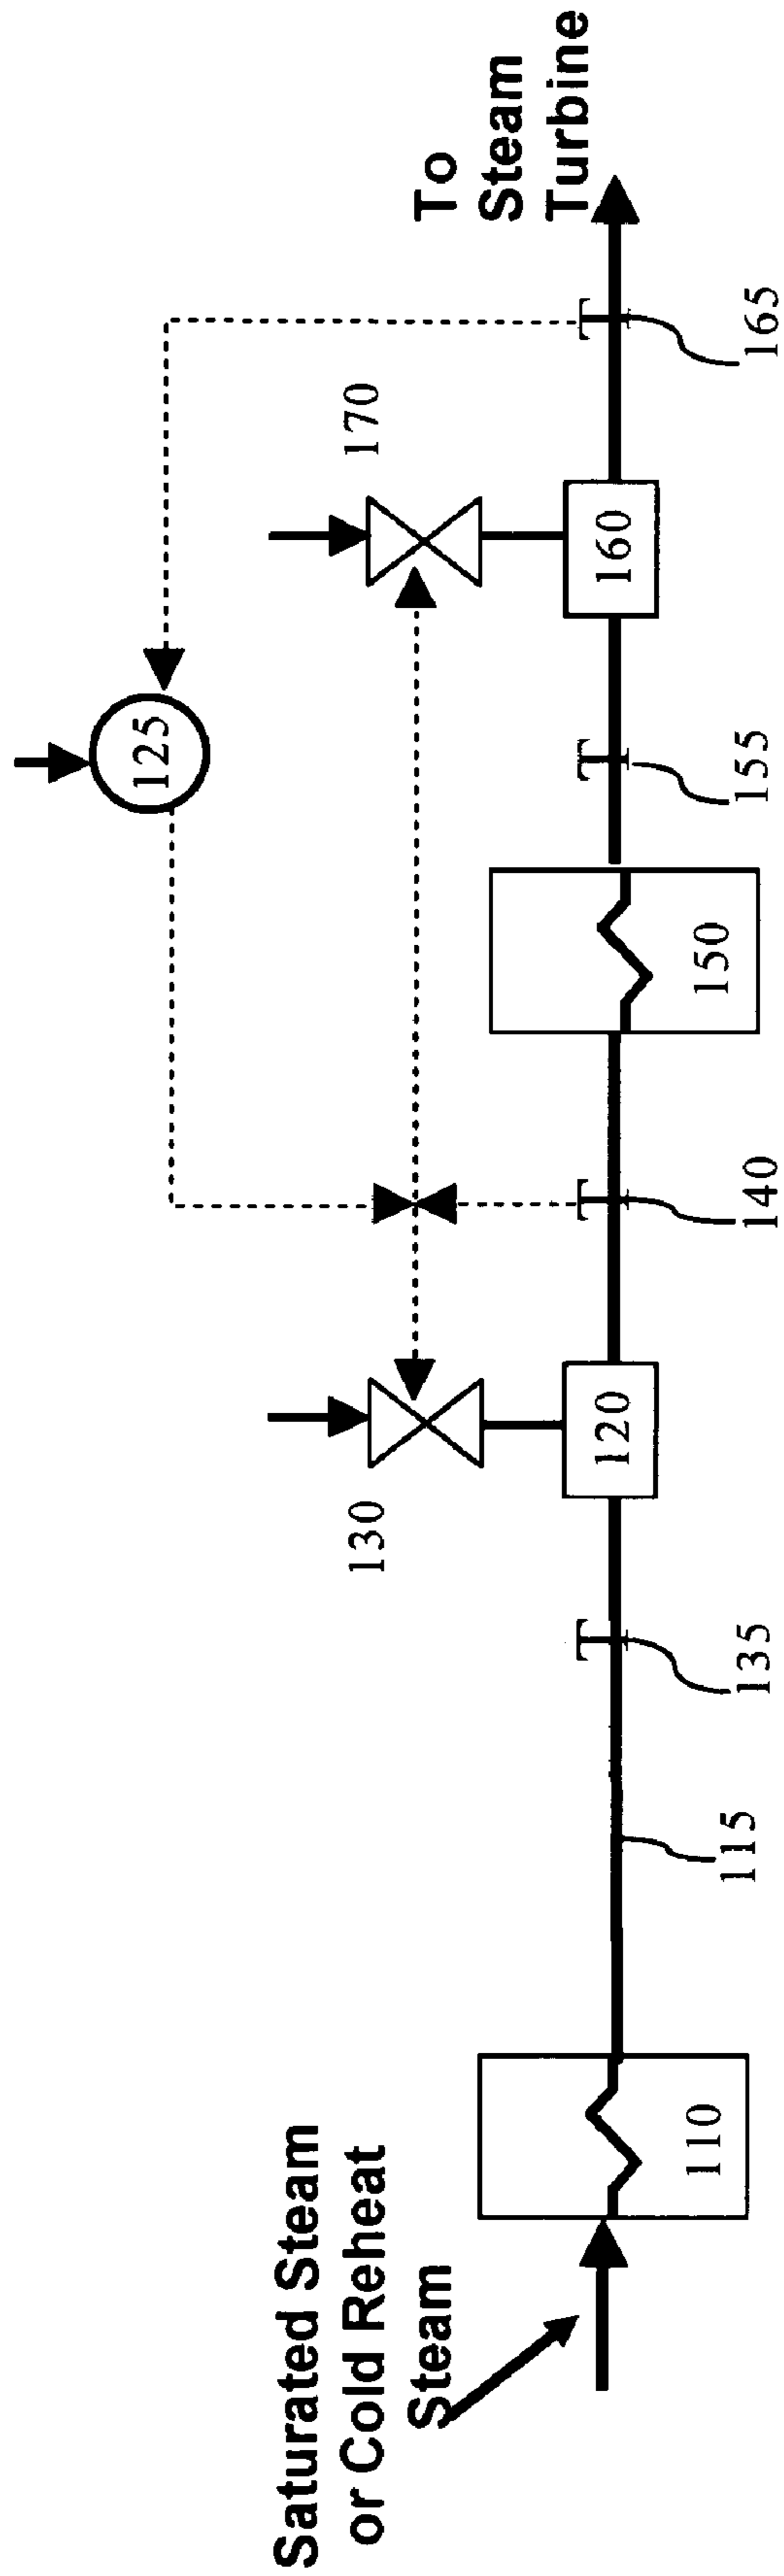 Saturated Steam
or Cold Reheat
Steam
To
Steam
Turbine
125
130
170
110
120
150
160
115
135
140
155
165
T
T
T
T